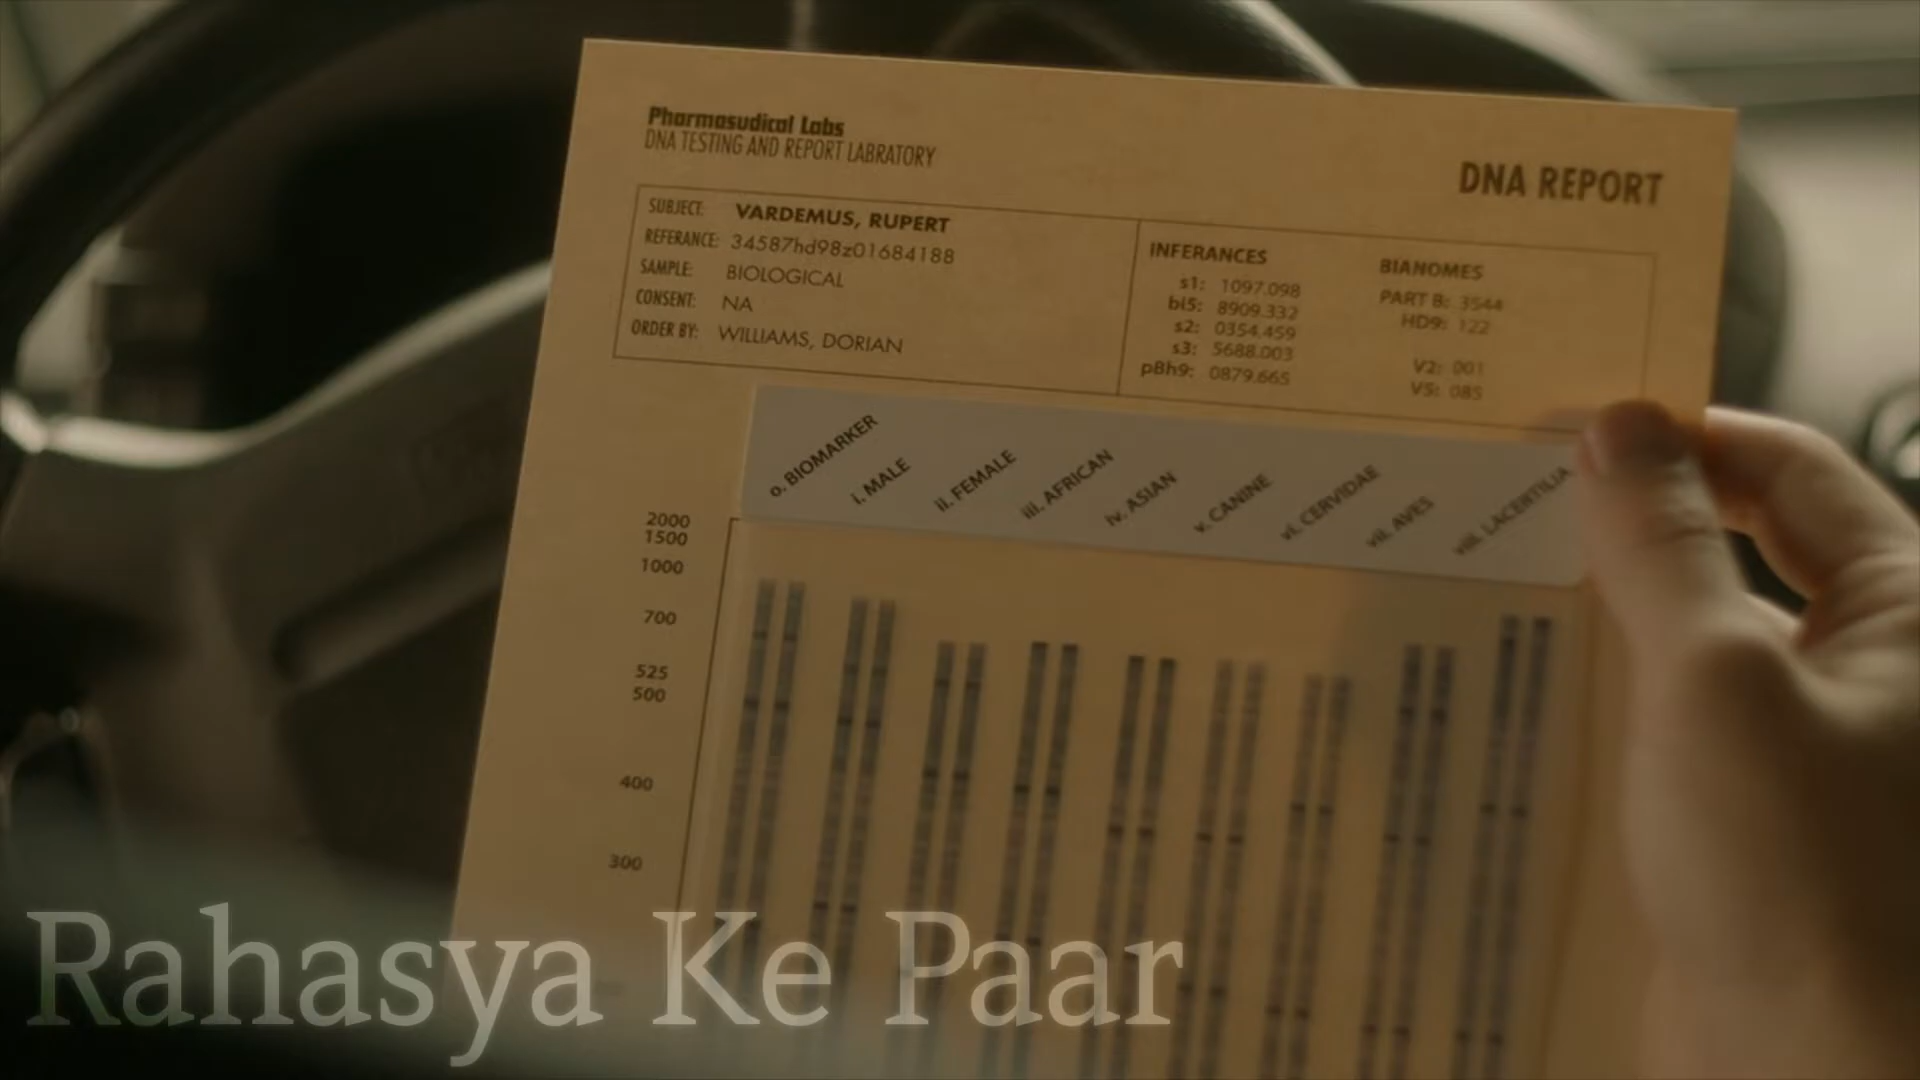 Pharmasudical Labs
DNA TESTING AND REPORT LABRATORY
DNA REPORT
SUBJECT: VARDEMUS, RUPERT
REFERANCE: 34587hd98z01684188
SAMPLE: BIOLOGICAL
CONSENT: NA
ORDER BY: WILLIAMS, DORIAN
INFERANCES
s1: 1097.098
bl5: 8909.332
s2: 0354.459
s3: 5688.003
pBh9: 0879.665
BIANOMES
PART B: 3544
HD9: 122
V2: 001
V5: 085
o. BIOMARKER
i. MALE
ii. FEMALE
iii. AFRICAN
iv. ASIAN
v. CANINE
vi. CERVIDAE
vii. AVES
viii. LACERTILIA
2000
1500
1000
700
525
500
400
300
Rahasya Ke Paar